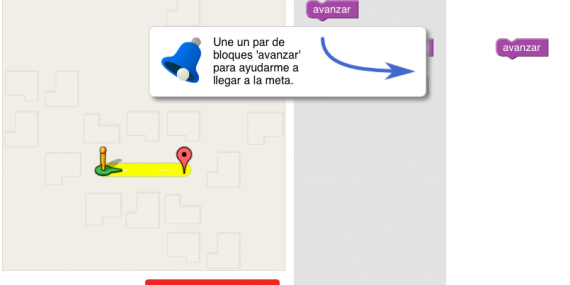 avanzar
Une un par de
bloques 'avanzar'
para ayudarme a
llegar a la meta.
avanzar